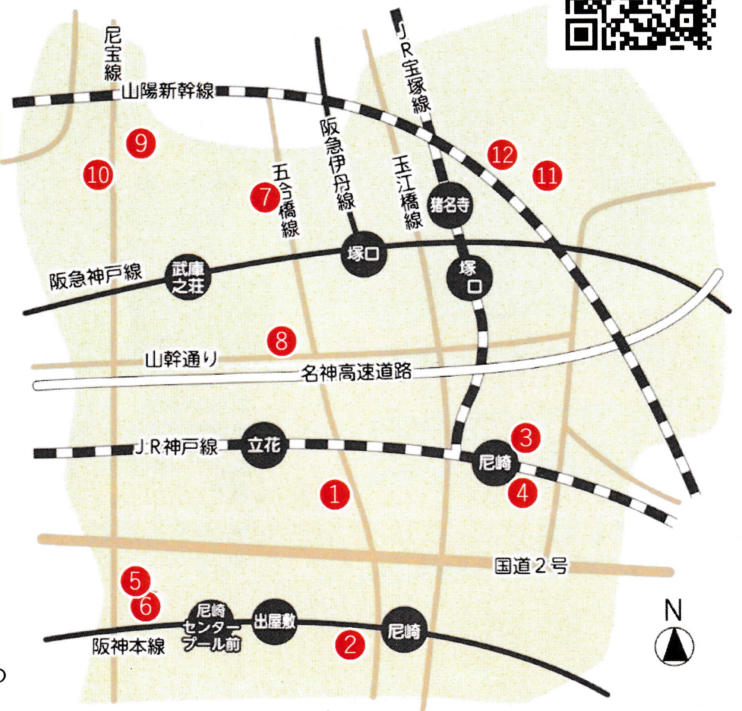 尼宝線
山陽新幹線
JR宝塚線
阪急伊丹線
玉江橋線
五合橋線
⑨
⑩
⑦
⑫
⑪
猪名寺
塚口
塚口
武庫
之荘
阪急神戸線
⑧
山幹通り
名神高速道路
JR神戸線
立花
③
尼崎
④
①
国道2号
⑤
⑥
尼崎
センター
プール前
出屋敷
尼崎
②
阪神本線
N
の